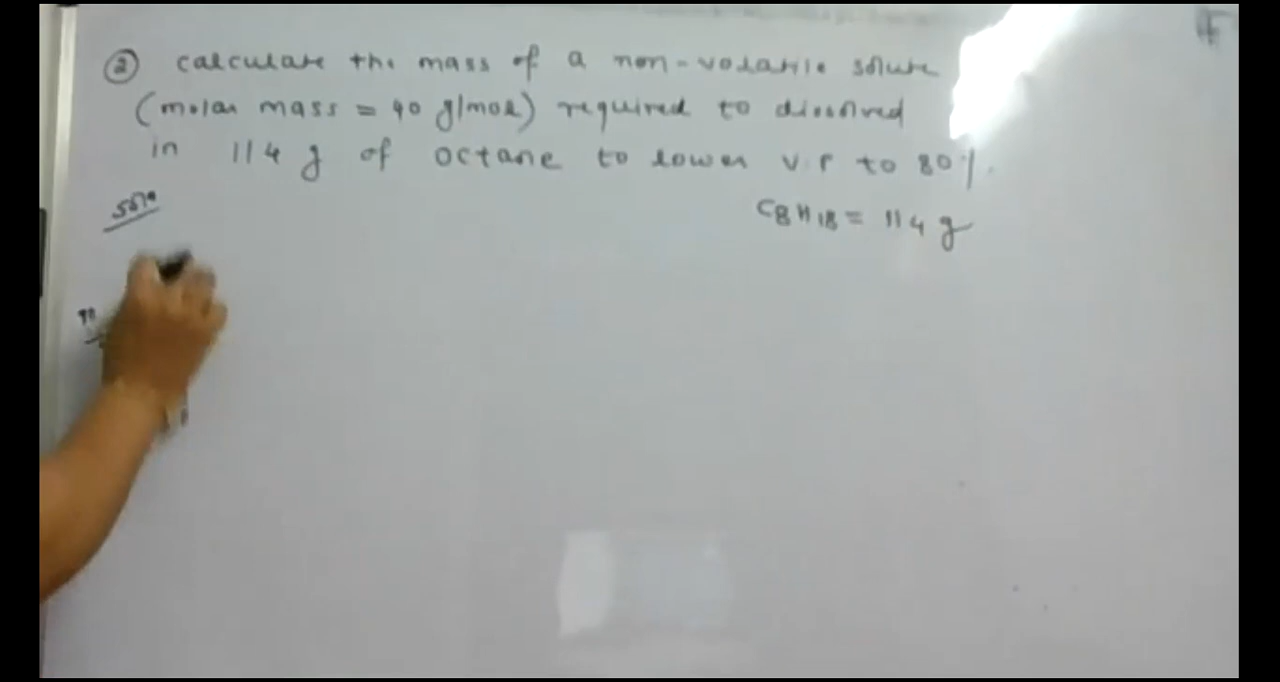 ② calculate the mass of a non-volatile solute
(molar mass = 40 g/mol) required to dissolved
in 114 g of octane to lower V.P to 80%.
Soln
C8H18 = 114 g